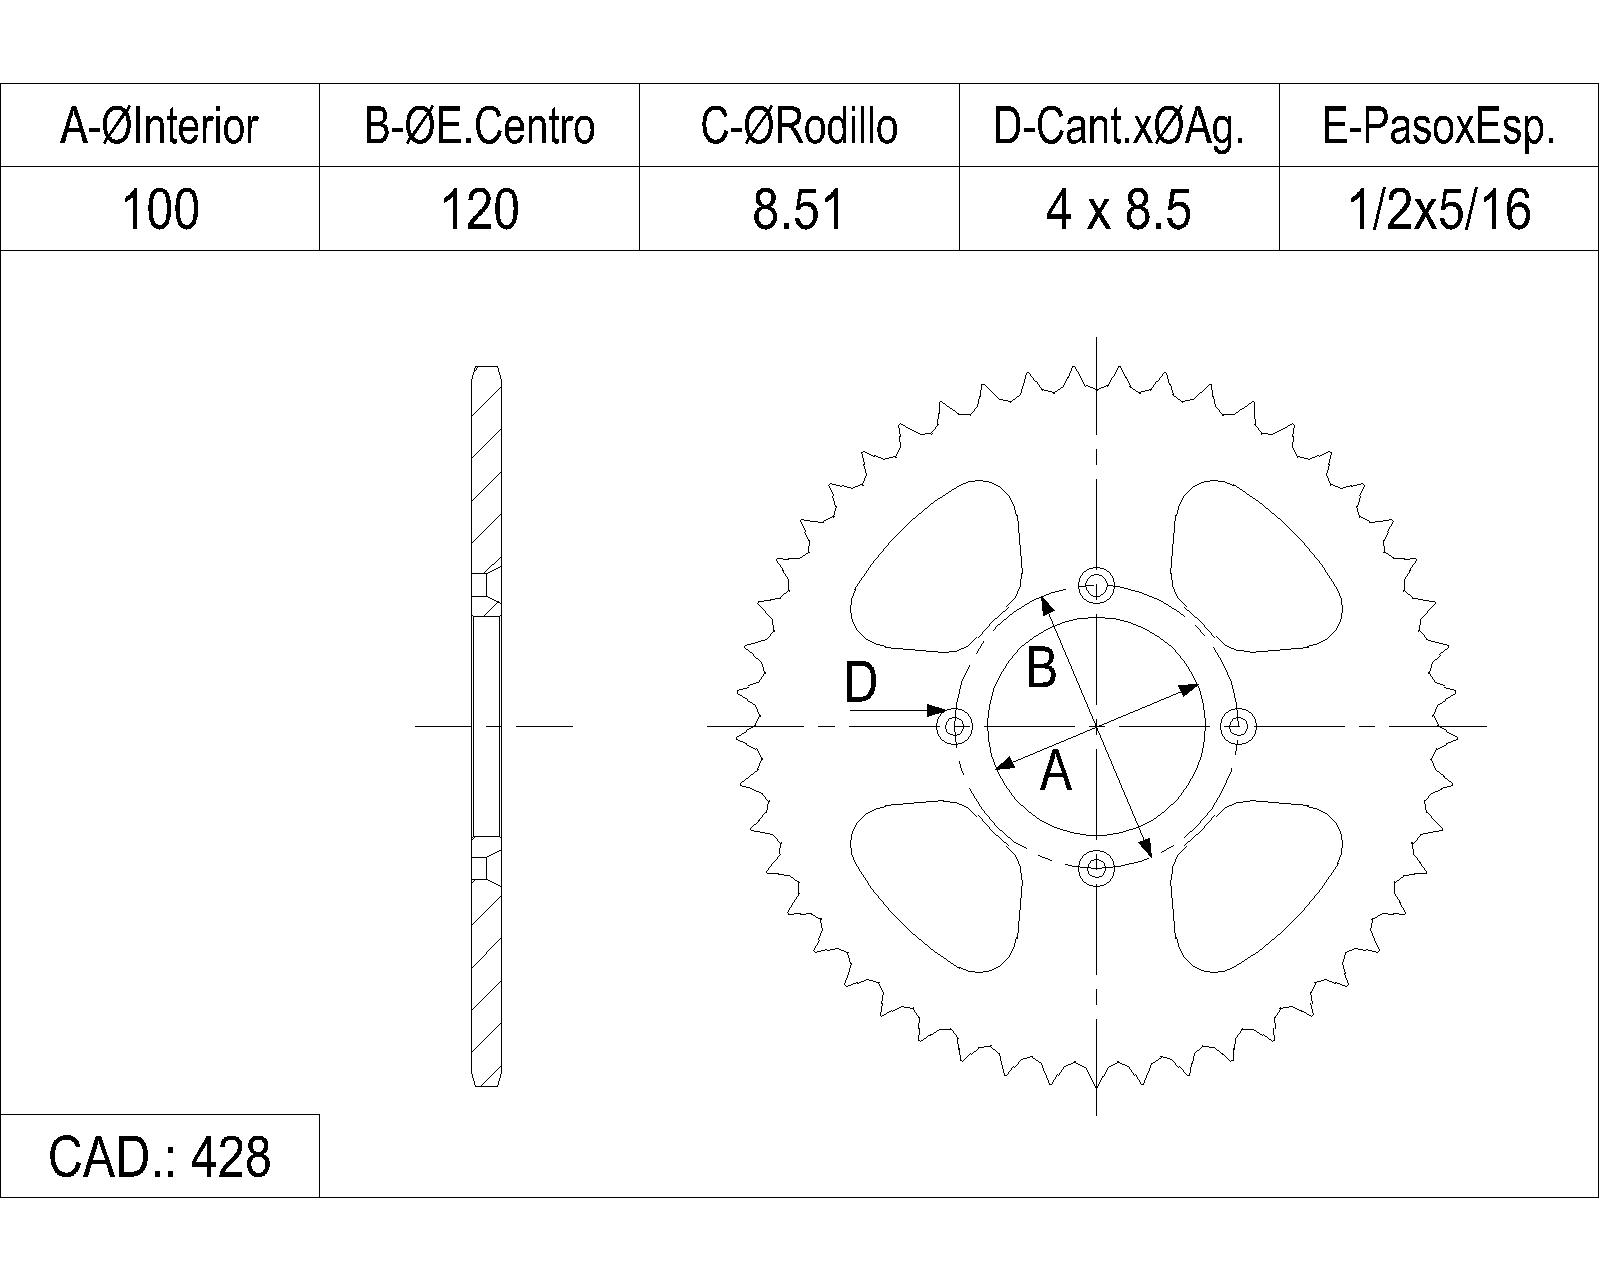 A-ØInterior B-ØE.Centro C-ØRodillo D-Cant.xØAg. E-PasoxEsp.
100 120 8.51 4 x 8.5 1/2x5/16
B
D
A
CAD.: 428